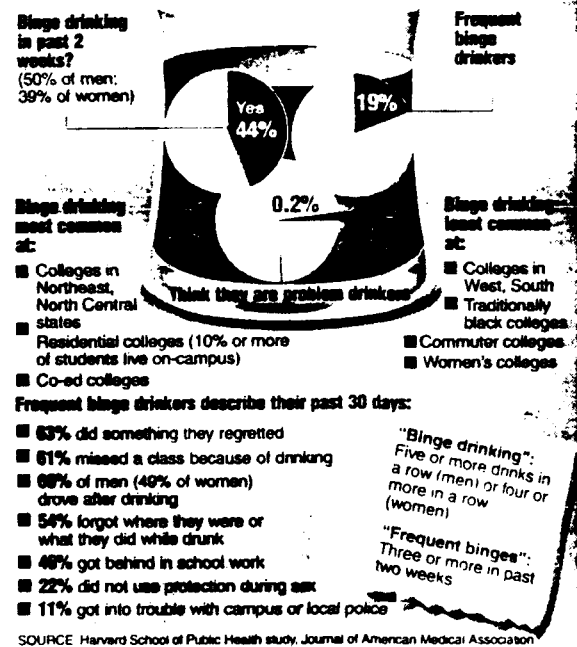 Binge drinking
in past 2
weeks?
(50% of men;
39% of women)
Yes
44%
Frequent
binge
drinkers
19%
0.2%
Think they are problem drinkers
Binge drinking
most common
at:
Colleges in
Northeast,
North Central
states
Residential colleges (10% or more
of students live on-campus)
Co-ed colleges
Binge drinking
least common
at:
Colleges in
West, South
Traditionally
black colleges
Commuter colleges
Women's colleges
Frequent binge drinkers describe their past 30 days:
63% did something they regretted
61% missed a class because of drinking
of men (49% of women)
drove after drinking
54% forgot where they were or
what they did while drunk
got behind in school work
22% did not use protection during sex
11% got into trouble with campus or local police
"Binge drinking":
Five or more drinks in
a row (men) or four or
more in a row
(women)
"Frequent binges":
Three or more in past
two weeks
SOURCE Harvard School of Public Health study, Journal of American Medical Association